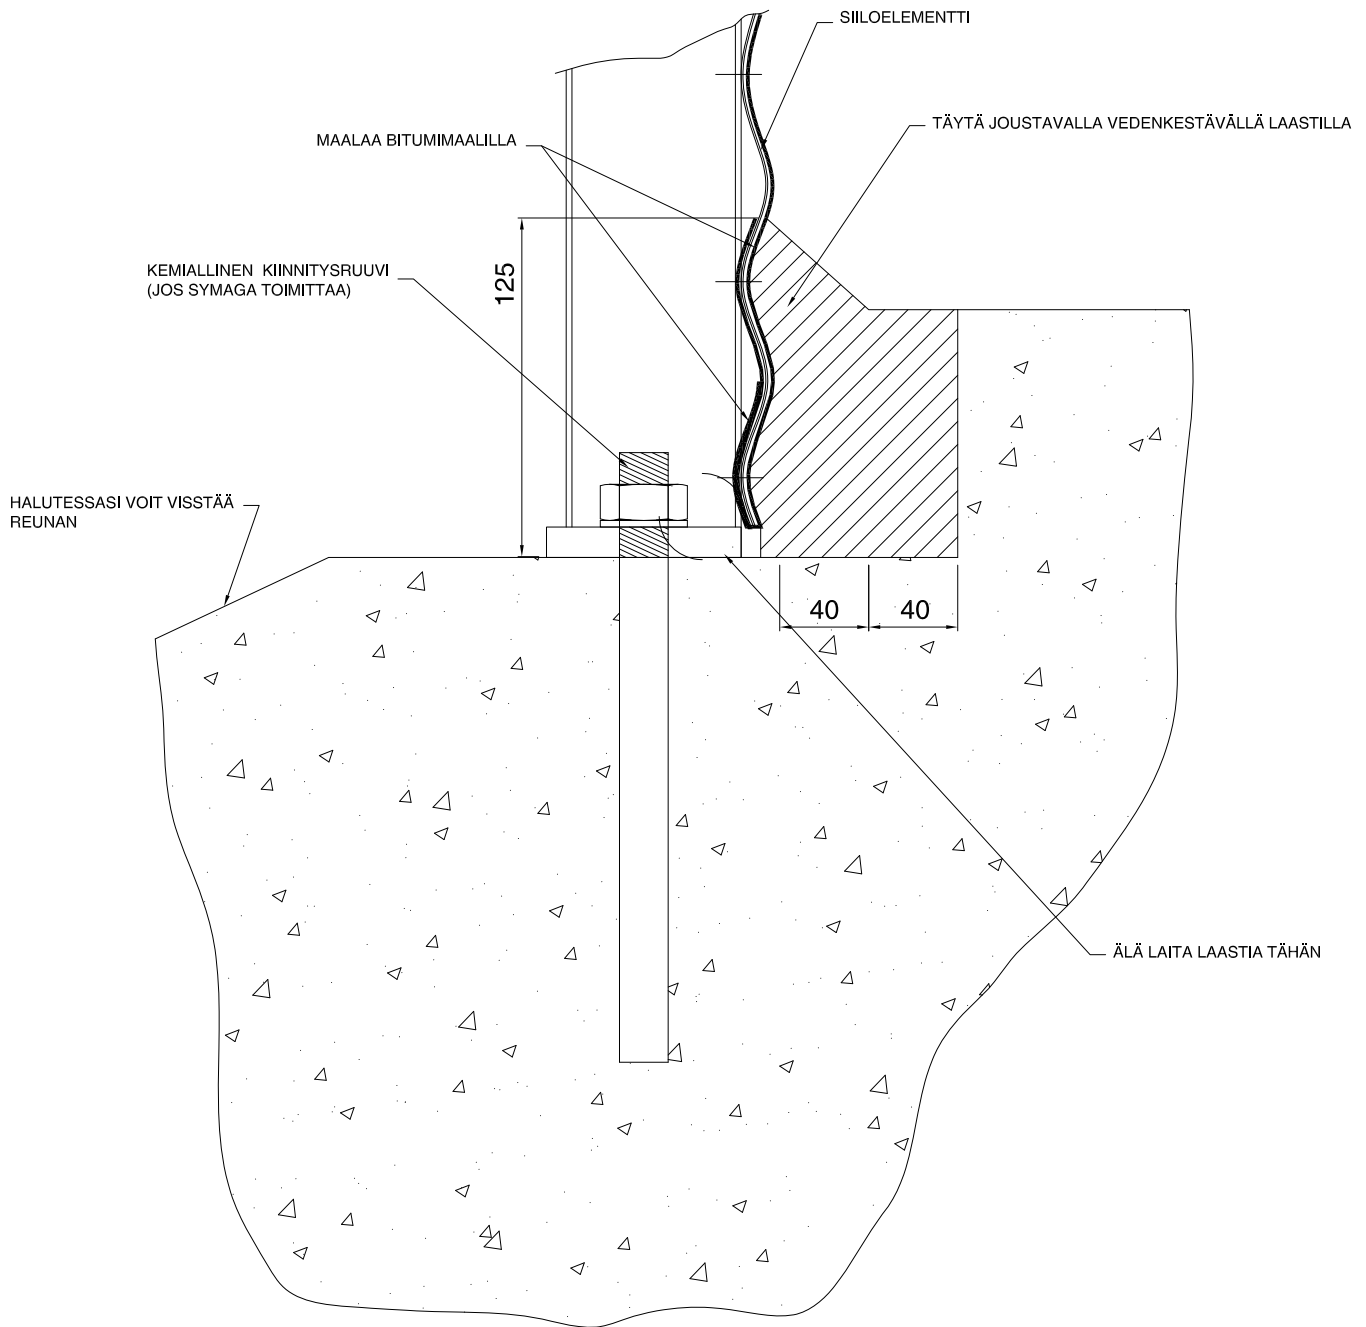 SIILOELEMENTTI
TÄYTÄ JOUSTAVALLA VEDENKESTÄVÄLLÄ LAASTILLA
MAALAA BITUMIMAALILLA
KEMIALLINEN KIINNITYSRUUVI
(JOS SYMAGA TOIMITTAA)
125
HALUTESSASI VOIT VISSTÄÄ
REUNAN
40
40
ÄLÄ LAITA LAASTIA TÄHÄN